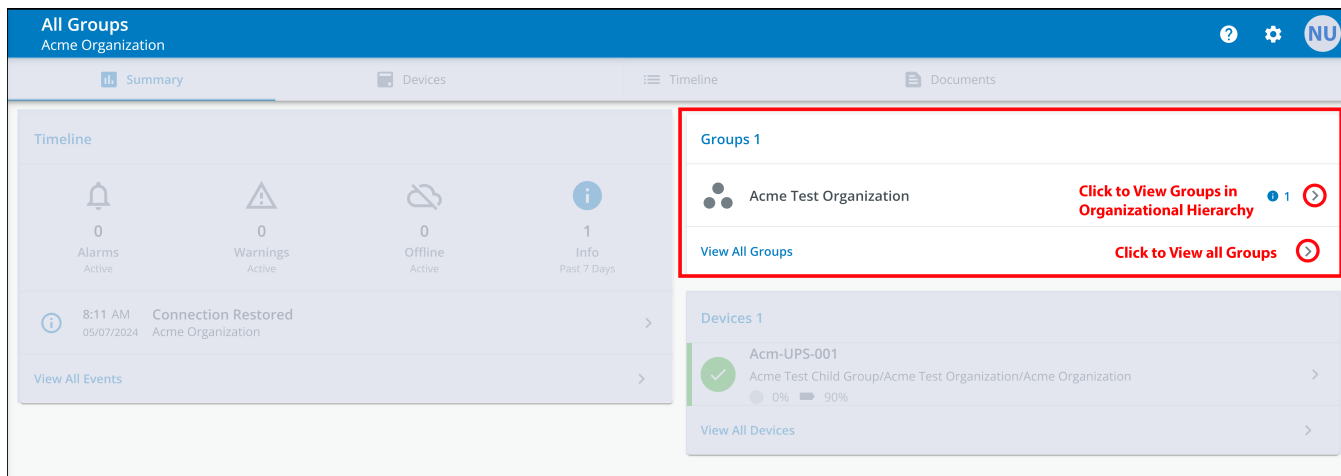 All Groups
Acme Organization
NU
Summary
Devices
Timeline
Documents
Timeline
0
Alarms
Active
0
Warnings
Active
0
Offline
Active
1
Info
Past 7 Days
8:11 AM Connection Restored
05/07/2024 Acme Organization
View All Events
Groups 1
Acme Test Organization
Click to View Groups in
Organizational Hierarchy
1
View All Groups
Click to View all Groups
Devices 1
Acm-UPS-001
Acme Test Child Group/Acme Test Organization/Acme Organization
0% 90%
View All Devices